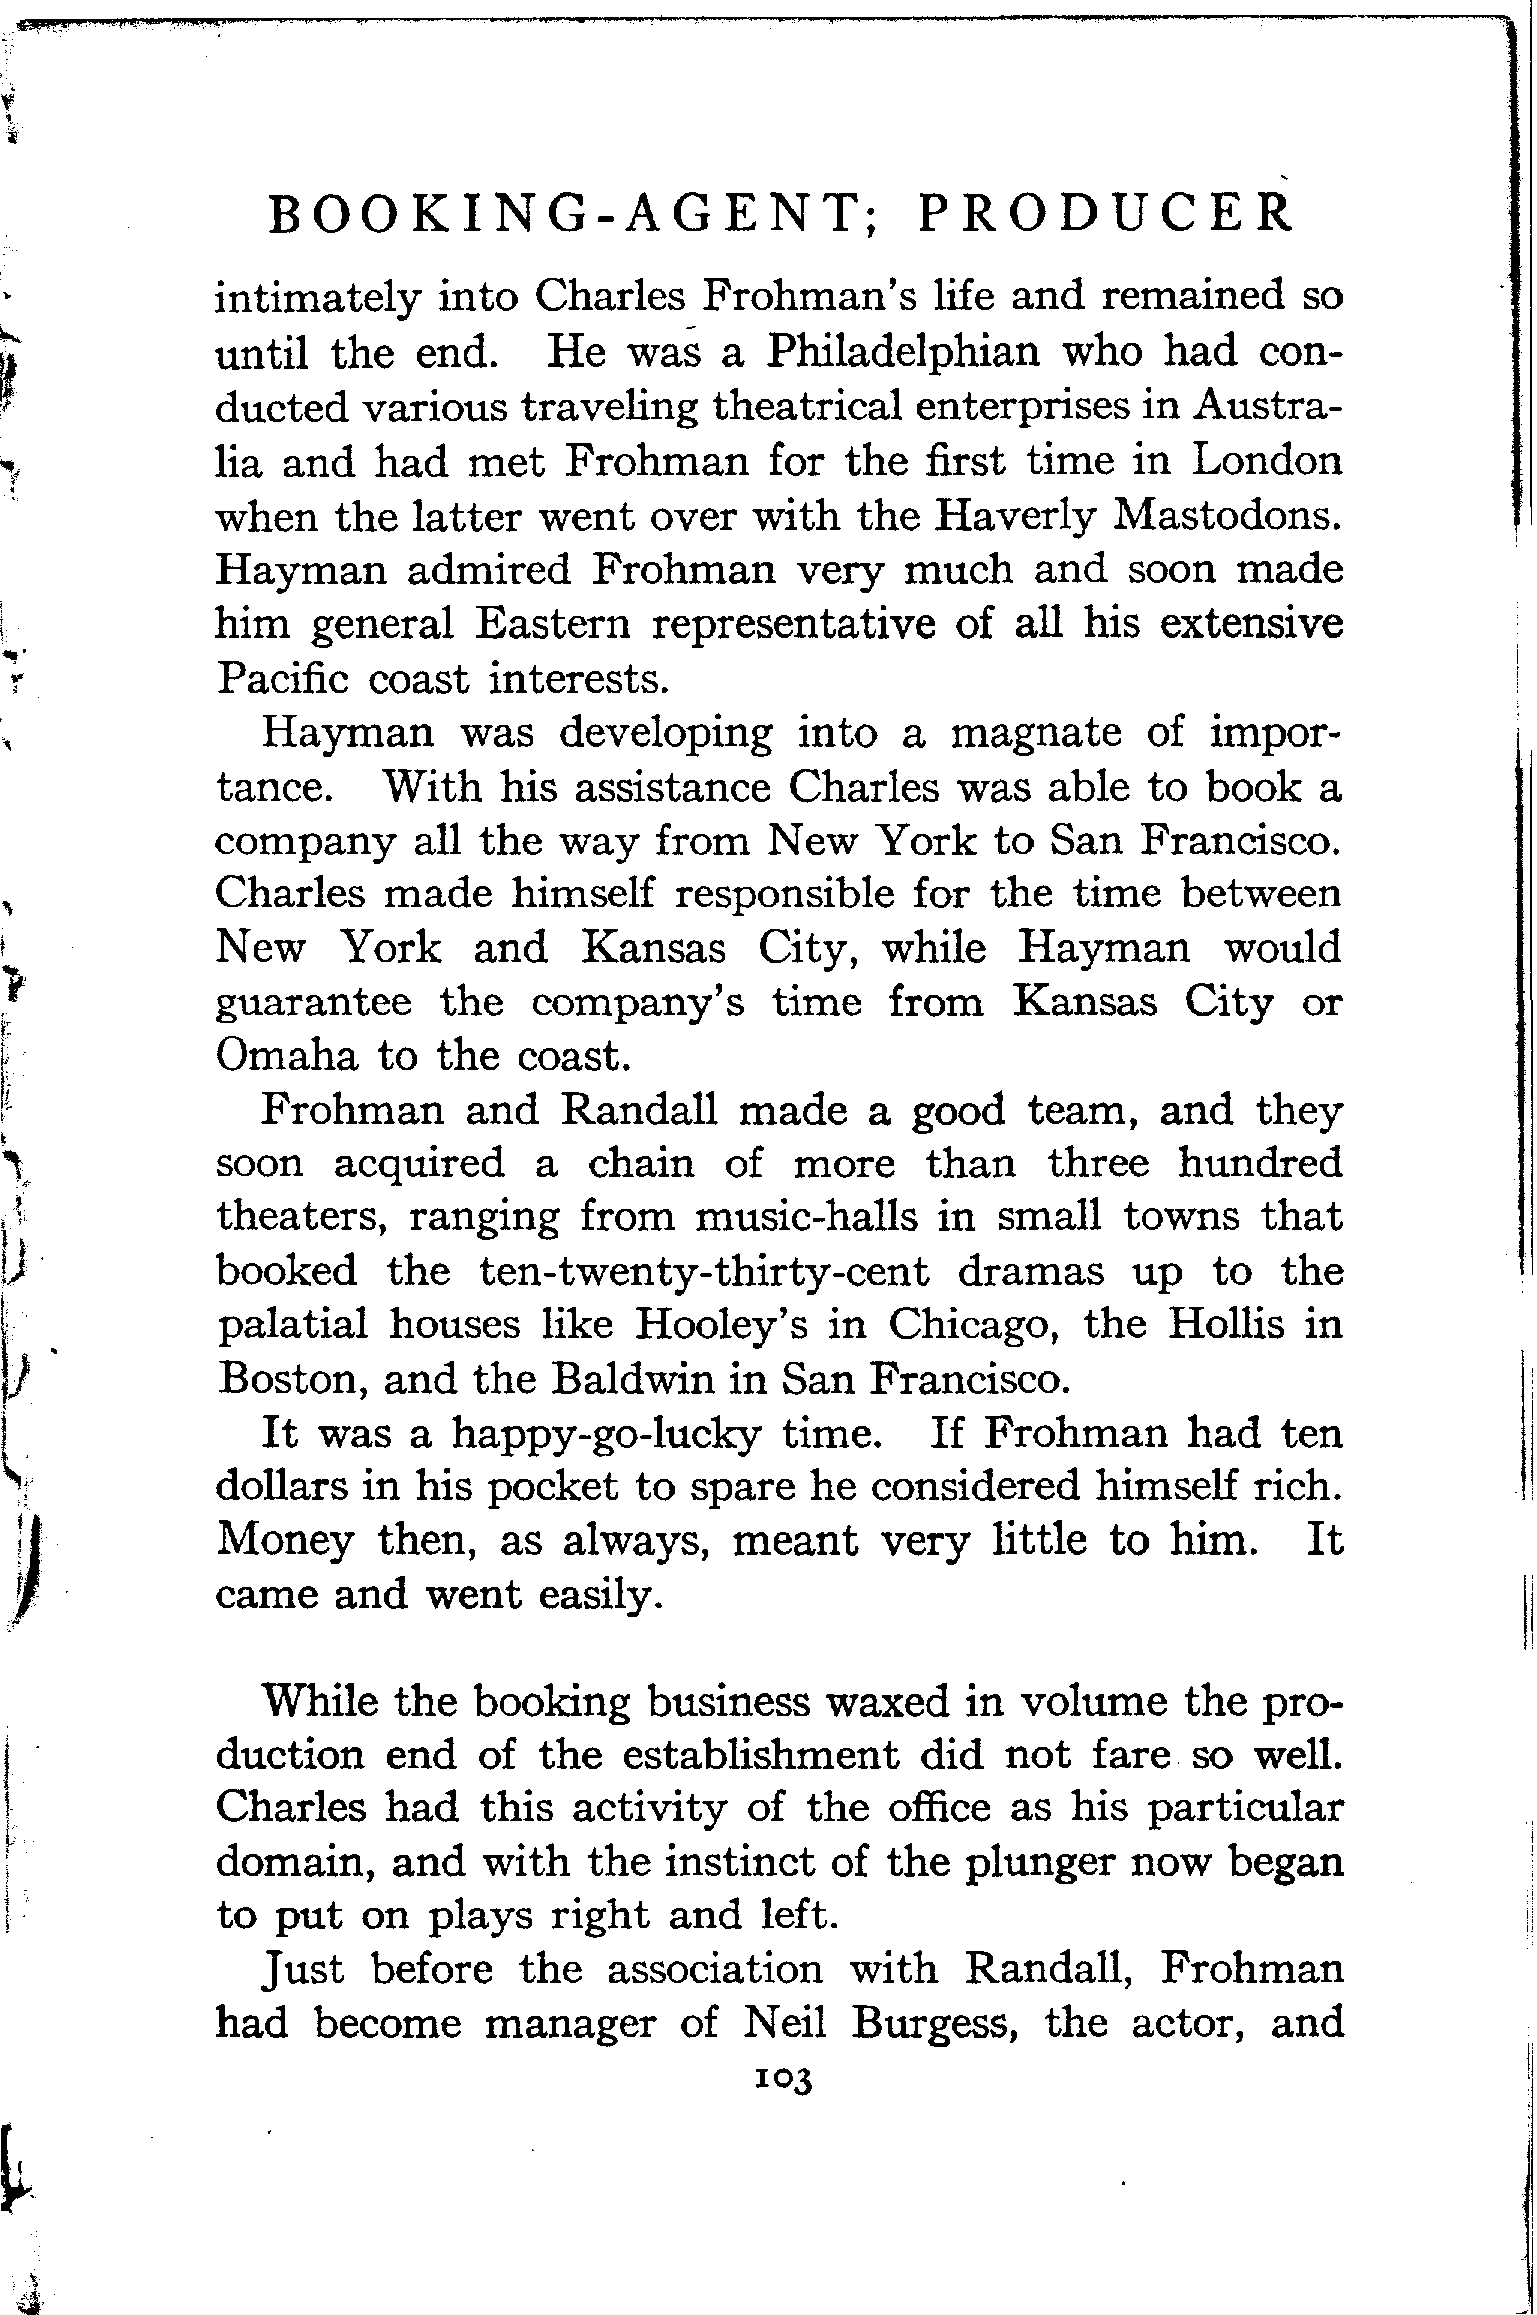 BOOKING-AGENT; PRODUCER
intimately into Charles Frohman's life and remained so
until the end. He was a Philadelphian who had con-
ducted various traveling theatrical enterprises in Austra-
lia and had met Frohman for the first time in London
when the latter went over with the Haverly Mastodons.
Hayman admired Frohman very much and soon made
him general Eastern representative of all his extensive
Pacific coast interests.
Hayman was developing into a magnate of impor-
tance. With his assistance Charles was able to book a
company all the way from New York to San Francisco.
Charles made himself responsible for the time between
New York and Kansas City, while Hayman would
guarantee the company's time from Kansas City or
Omaha to the coast.
Frohman and Randall made a good team, and they
soon acquired a chain of more than three hundred
theaters, ranging from music-halls in small towns that
booked the ten-twenty-thirty-cent dramas up to the
palatial houses like Hooley's in Chicago, the Hollis in
Boston, and the Baldwin in San Francisco.
It was a happy-go-lucky time. If Frohman had ten
dollars in his pocket to spare he considered himself rich.
Money then, as always, meant very little to him. It
came and went easily.
While the booking business waxed in volume the pro-
duction end of the establishment did not fare so well.
Charles had this activity of the office as his particular
domain, and with the instinct of the plunger now began
to put on plays right and left.
Just before the association with Randall, Frohman
had become manager of Neil Burgess, the actor, and
103